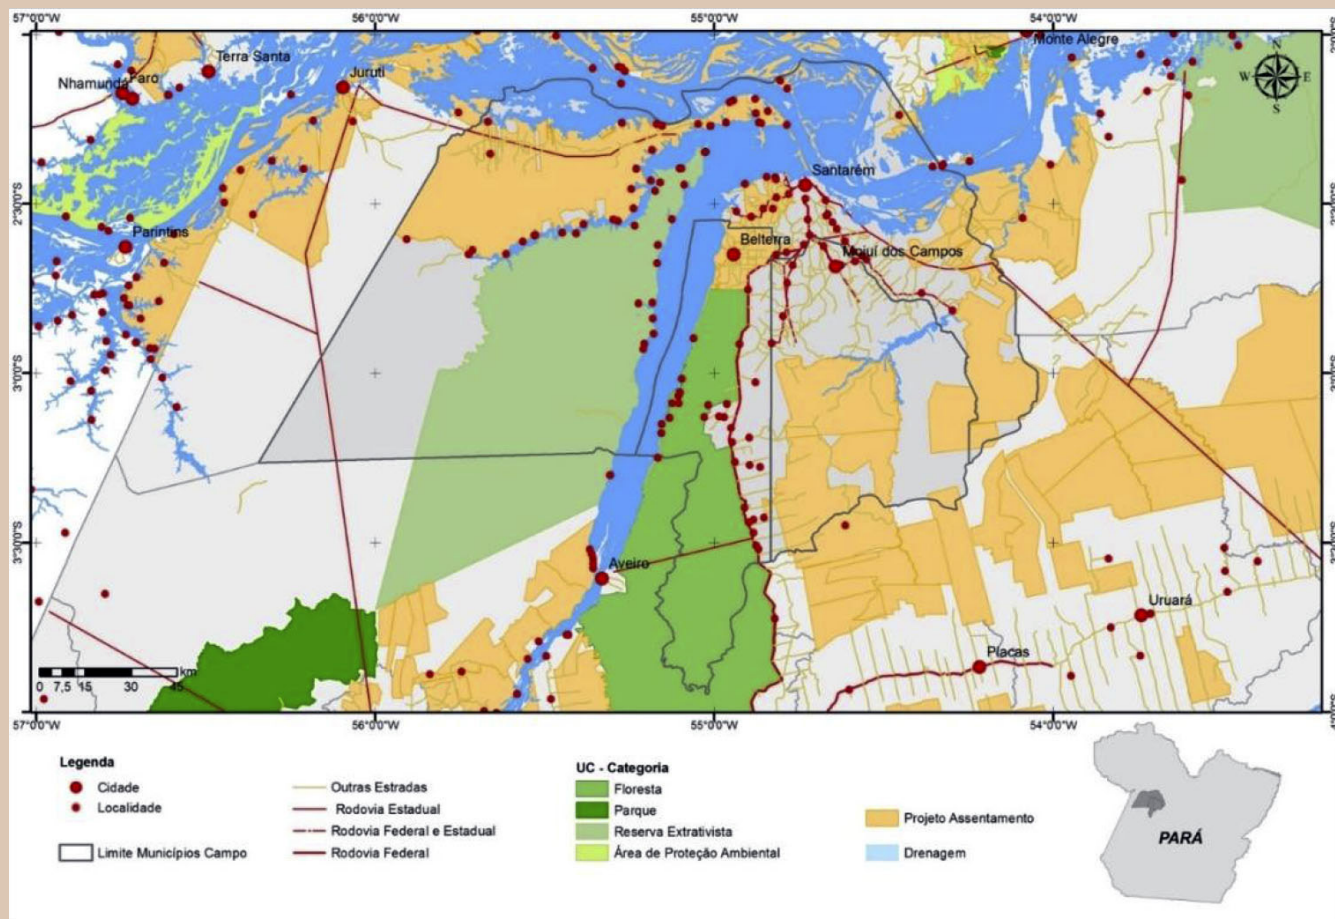 57°0'0"W 56°0'0"W 55°0'0"W 54°0'0"W
Monte Alegre
Terra Santa
Faro
Nhamundá
Juruti
N
W E
S
Santarém
2°30'0"S
Parintins
Belterra
Mojuí dos Campos
3°0'0"S
3°30'0"S
Aveiro
Uruará
Placas
km
0 7,5 15 30 45
57°0'0"W 56°0'0"W 55°0'0"W 54°0'0"W
Legenda
Cidade
Localidade
Limite Municípios Campo
Outras Estradas
Rodovia Estadual
Rodovia Federal e Estadual
Rodovia Federal
UC - Categoria
Floresta
Parque
Reserva Extrativista
Área de Proteção Ambiental
Projeto Assentamento
Drenagem
PARÁ